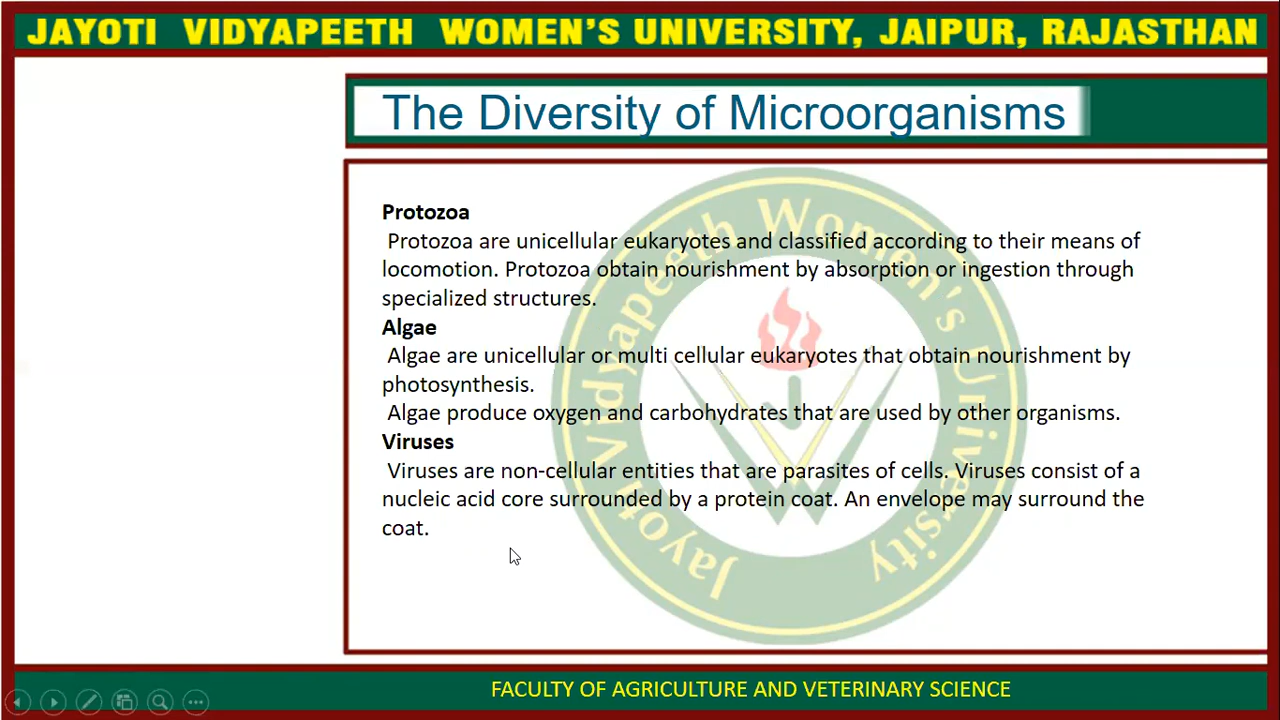 JAYOTI VIDYAPEETH WOMEN'S UNIVERSITY, JAIPUR, RAJASTHAN
The Diversity of Microorganisms
Protozoa
Protozoa are unicellular eukaryotes and classified according to their means of
locomotion. Protozoa obtain nourishment by absorption or ingestion through
specialized structures.
Algae
Algae are unicellular or multi cellular eukaryotes that obtain nourishment by
photosynthesis.
Algae produce oxygen and carbohydrates that are used by other organisms.
Viruses
Viruses are non-cellular entities that are parasites of cells. Viruses consist of a
nucleic acid core surrounded by a protein coat. An envelope may surround the
coat.
Jayoti Vidyapeeth Women's University
FACULTY OF AGRICULTURE AND VETERINARY SCIENCE